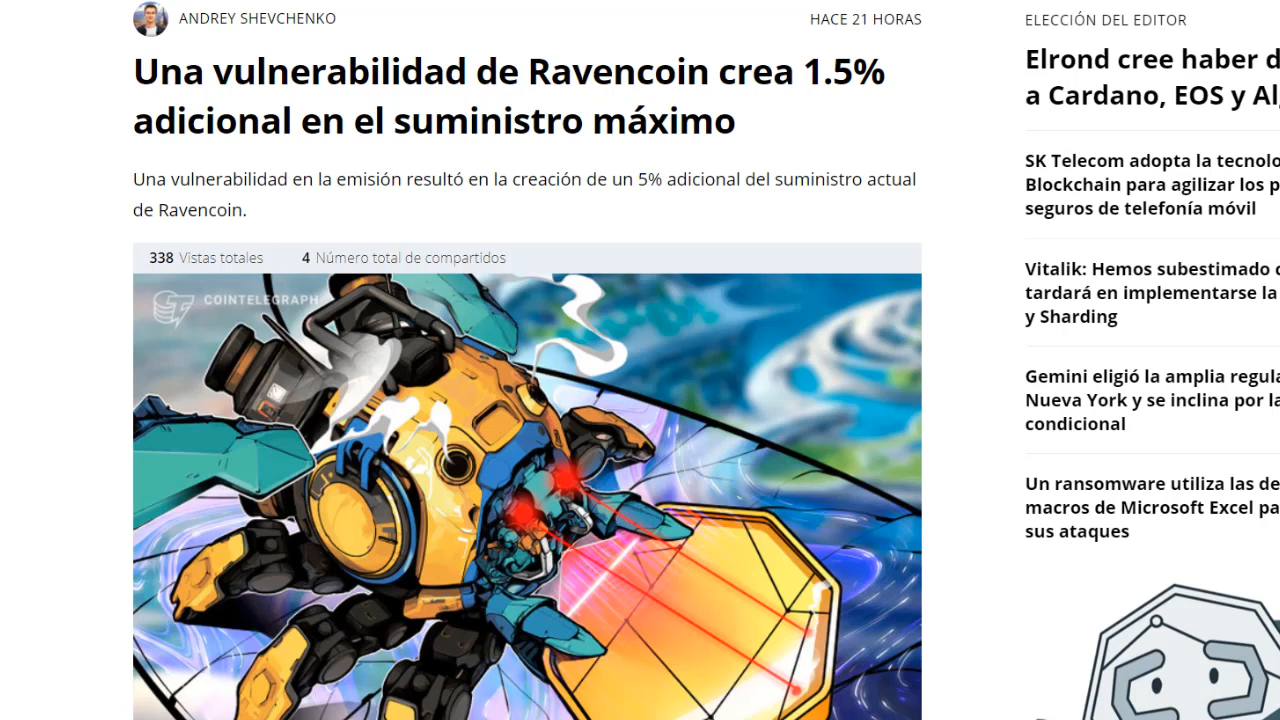 ANDREY SHEVCHENKO
HACE 21 HORAS
Una vulnerabilidad de Ravencoin crea 1.5%
adicional en el suministro máximo
Una vulnerabilidad en la emisión resultó en la creación de un 5% adicional del suministro actual
de Ravencoin.
338 Vistas totales
4 Número total de compartidos
COINTELEGRAPH
ELECCIÓN DEL EDITOR
Elrond cree haber
a Cardano, EOS y
SK Telecom adopta la
Blockchain para agilizar los
seguros de telefonía móvil
Vitalik: Hemos subestimado
tardará en implementarse la
y Sharding
Gemini eligió la amplia
Nueva York y se inclina por
condicional
Un ransomware utiliza las
macros de Microsoft Excel
sus ataques